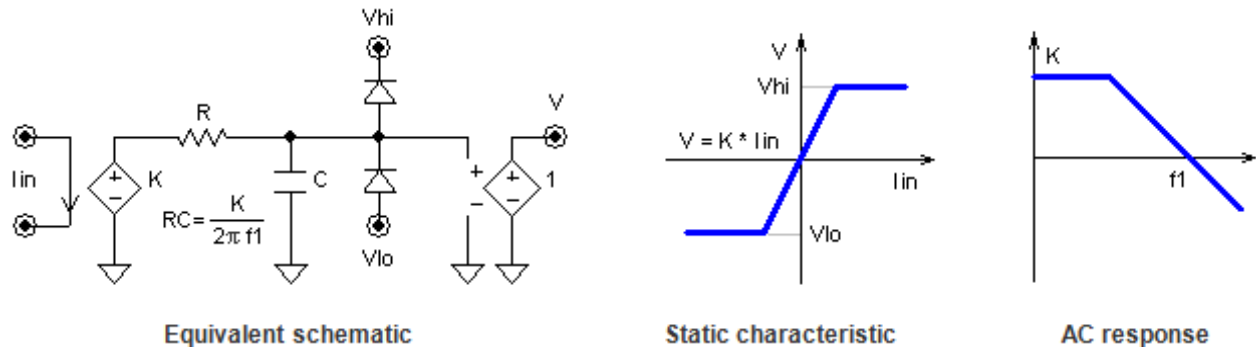 Vhi
R
V
Iin
K
C
1
RC = K / 2π f1
Vlo
Equivalent schematic
V
Vhi
V = K * Iin
Iin
Vlo
Static characteristic
K
f1
AC response